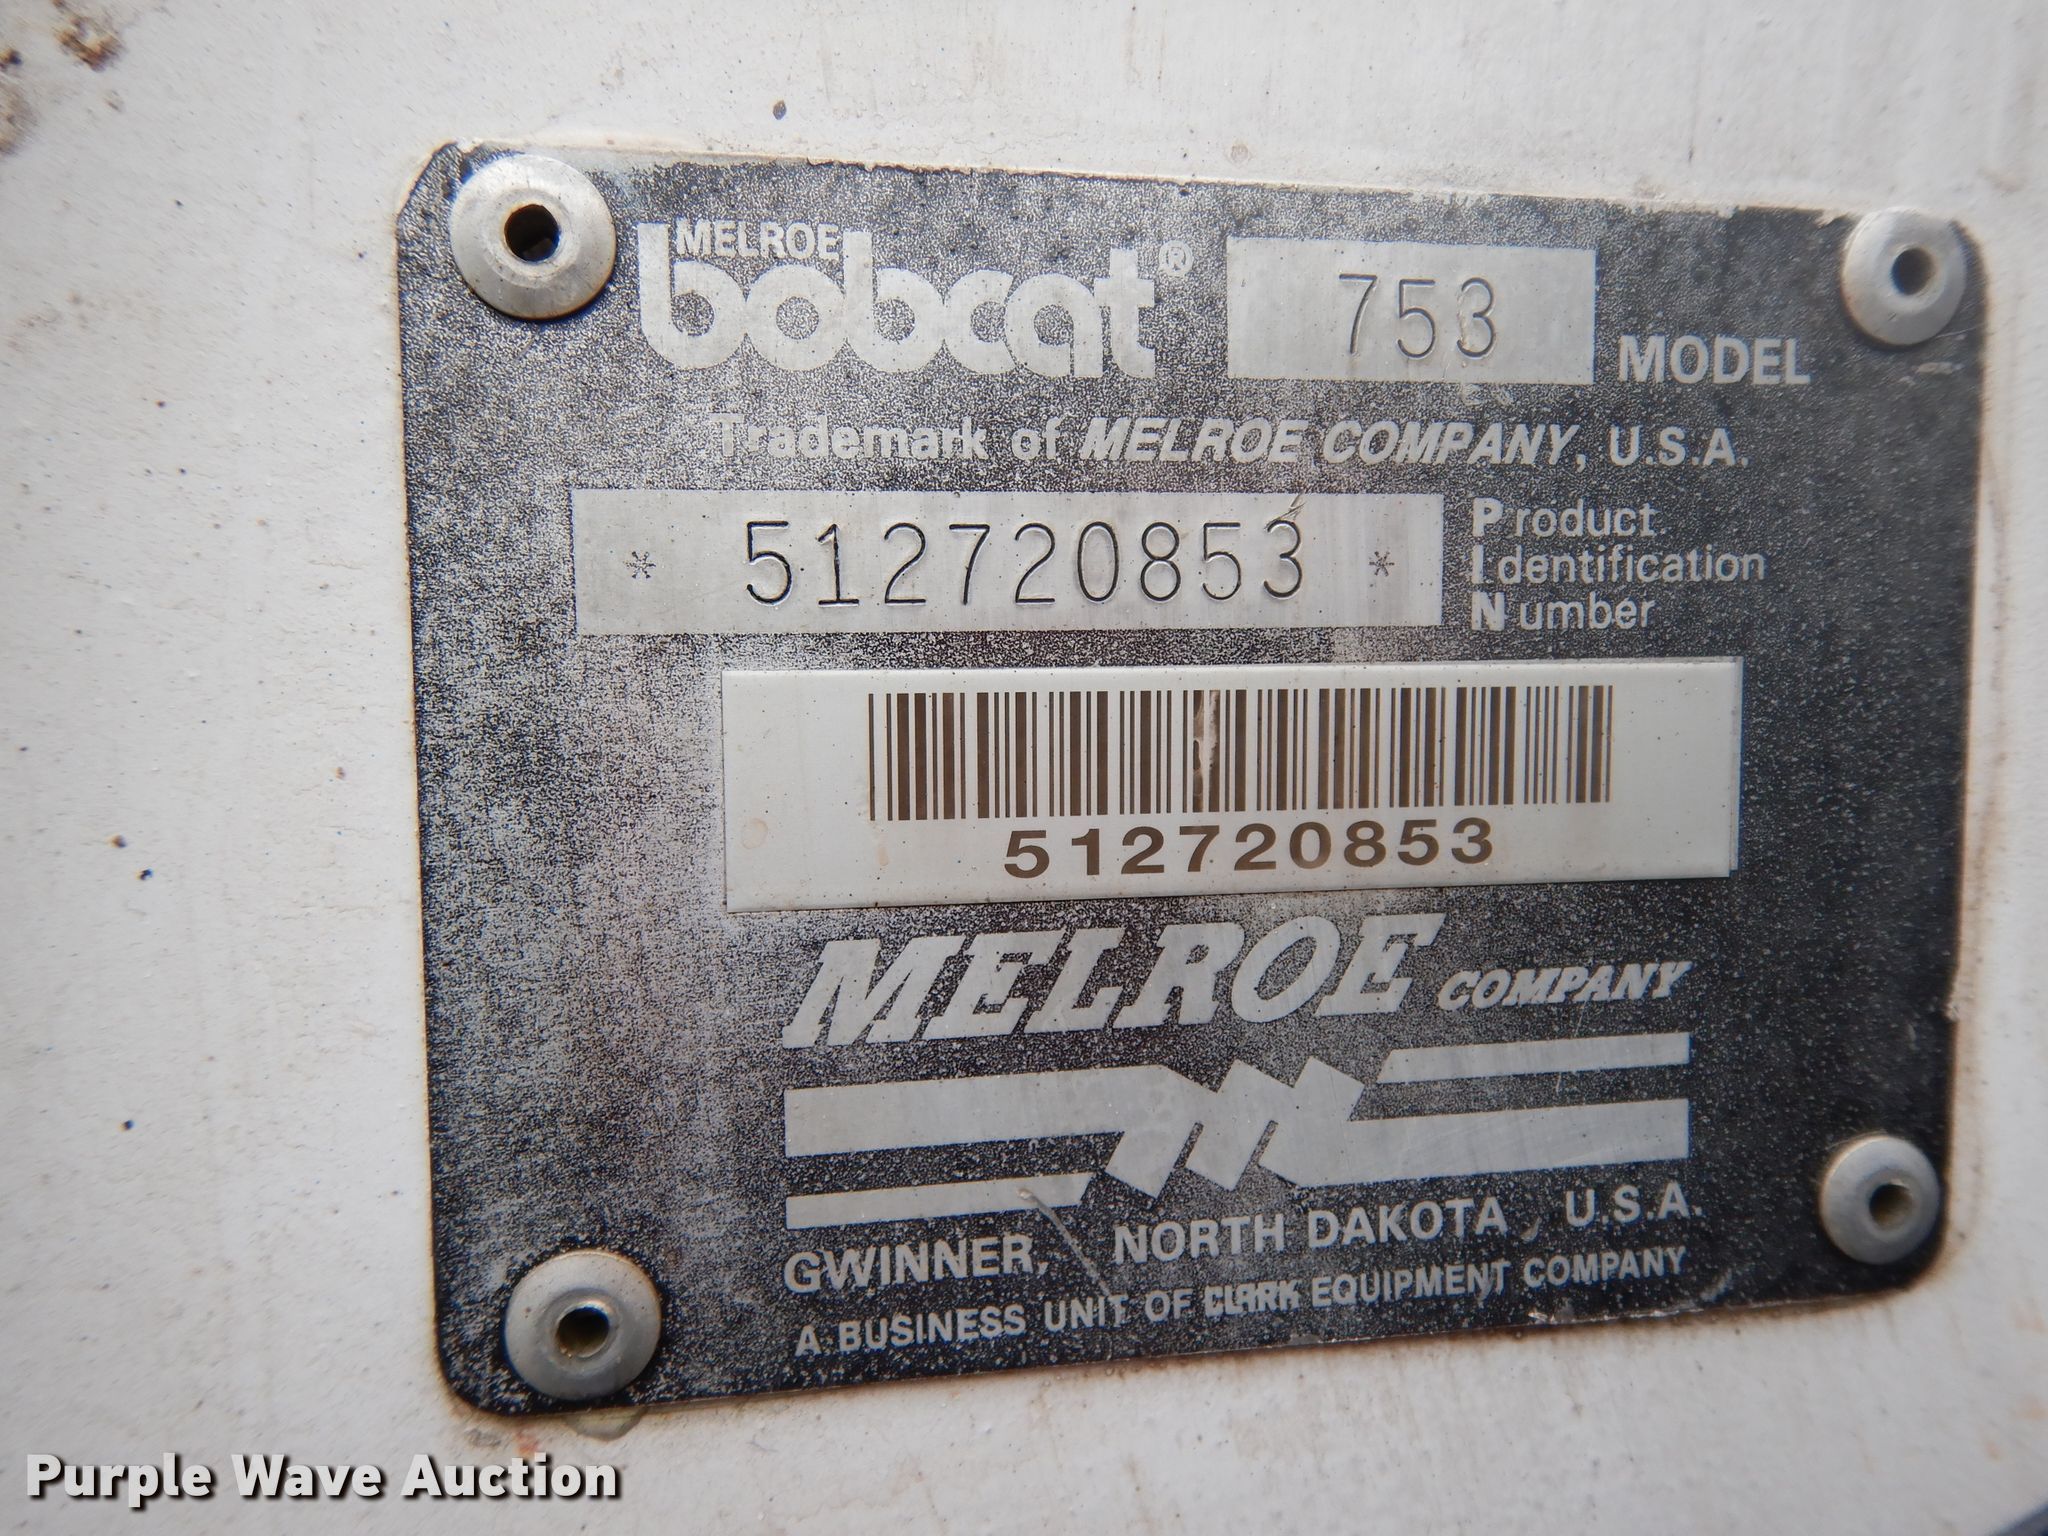 MELROE
bobcat® 753 MODEL
Trademark of MELROE COMPANY, U.S.A.
* 512720853 *
Product
Identification
Number
512720853
MELROE COMPANY
GWINNER, NORTH DAKOTA, U.S.A.
A BUSINESS UNIT OF CLARK EQUIPMENT COMPANY
Purple Wave Auction